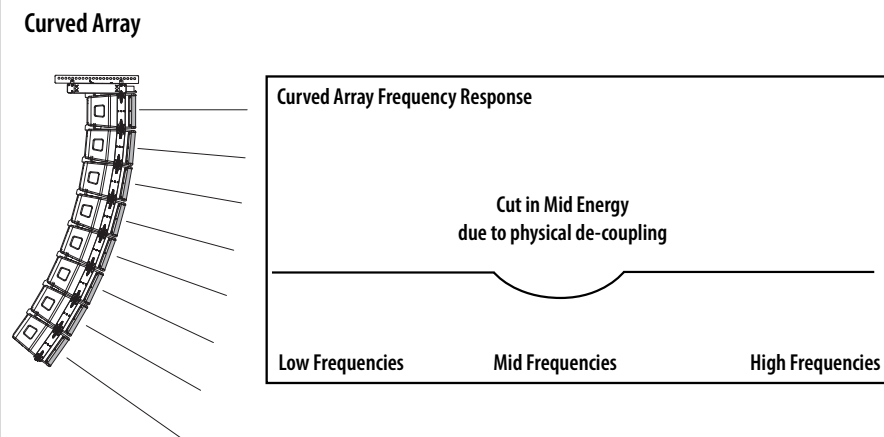 Curved Array
Curved Array Frequency Response
Cut in Mid Energy
due to physical de-coupling
Low Frequencies
Mid Frequencies
High Frequencies